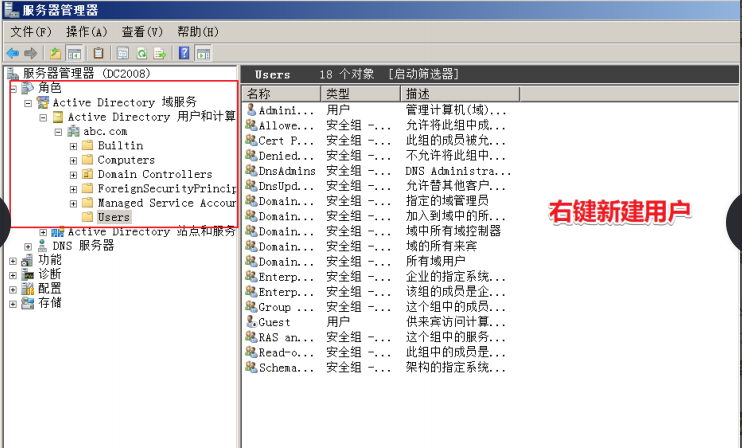 服务器管理器
文件(F) 操作(A) 查看(V) 帮助(H)
服务器管理器 (DC2008)
角色
Active Directory 域服务
Active Directory 用户和计算
abc.com
Builtin
Computers
Domain Controllers
ForeignSecurityPrincip
Managed Service Accour
Users
Active Directory 站点和服务
DNS 服务器
功能
诊断
配置
存储
Users 18 个对象 [启动筛选器]
名称 类型 描述
Admini... 用户 管理计算机(域)...
Allowe... 安全组 -... 允许将此组中成...
Cert P... 安全组 -... 此组的成员被允...
Denied... 安全组 -... 不允许将此组中...
DnsAdmins 安全组 -... DNS Administra...
DnsUpd... 安全组 -... 允许替其他客户...
Domain... 安全组 -... 指定的域管理员
Domain... 安全组 -... 加入到域中的所...
Domain... 安全组 -... 域中所有域控制器
Domain... 安全组 -... 域的所有来宾
Domain... 安全组 -... 所有域用户
Enterp... 安全组 -... 企业的指定系统...
Enterp... 安全组 -... 该组的成员是企...
Group ... 安全组 -... 这个组中的成员...
Guest 用户 供来宾访问计算...
RAS an... 安全组 -... 这个组中的服务...
Read-o... 安全组 -... 此组中的成员是...
Schema... 安全组 -... 架构的指定系统...
右键新建用户